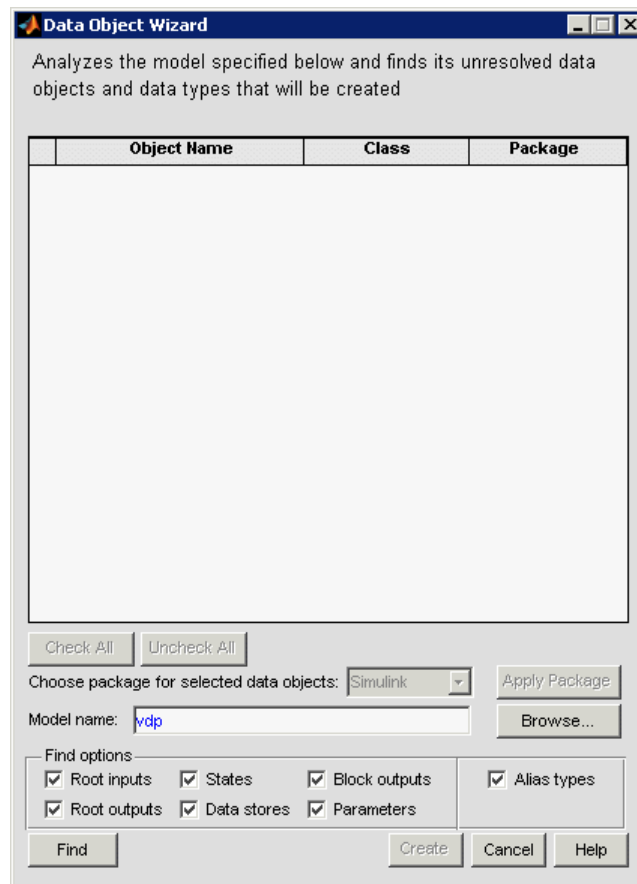 Data Object Wizard
Analyzes the model specified below and finds its unresolved data
objects and data types that will be created
Object Name Class Package
Check All Uncheck All
Choose package for selected data objects: Simulink Apply Package
Model name: vdp Browse...
Find options
Root inputs States Block outputs Alias types
Root outputs Data stores Parameters
Find Create Cancel Help